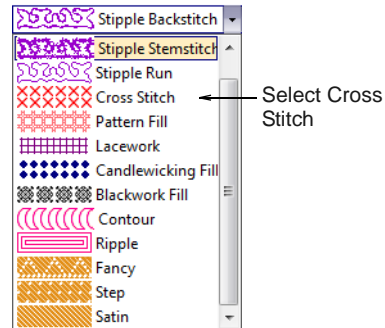 Stipple Backstitch
Stipple Stemstitch
Stipple Run
Cross Stitch
Pattern Fill
Lacework
Candlewicking Fill
Blackwork Fill
Contour
Ripple
Fancy
Step
Satin
Select Cross
Stitch